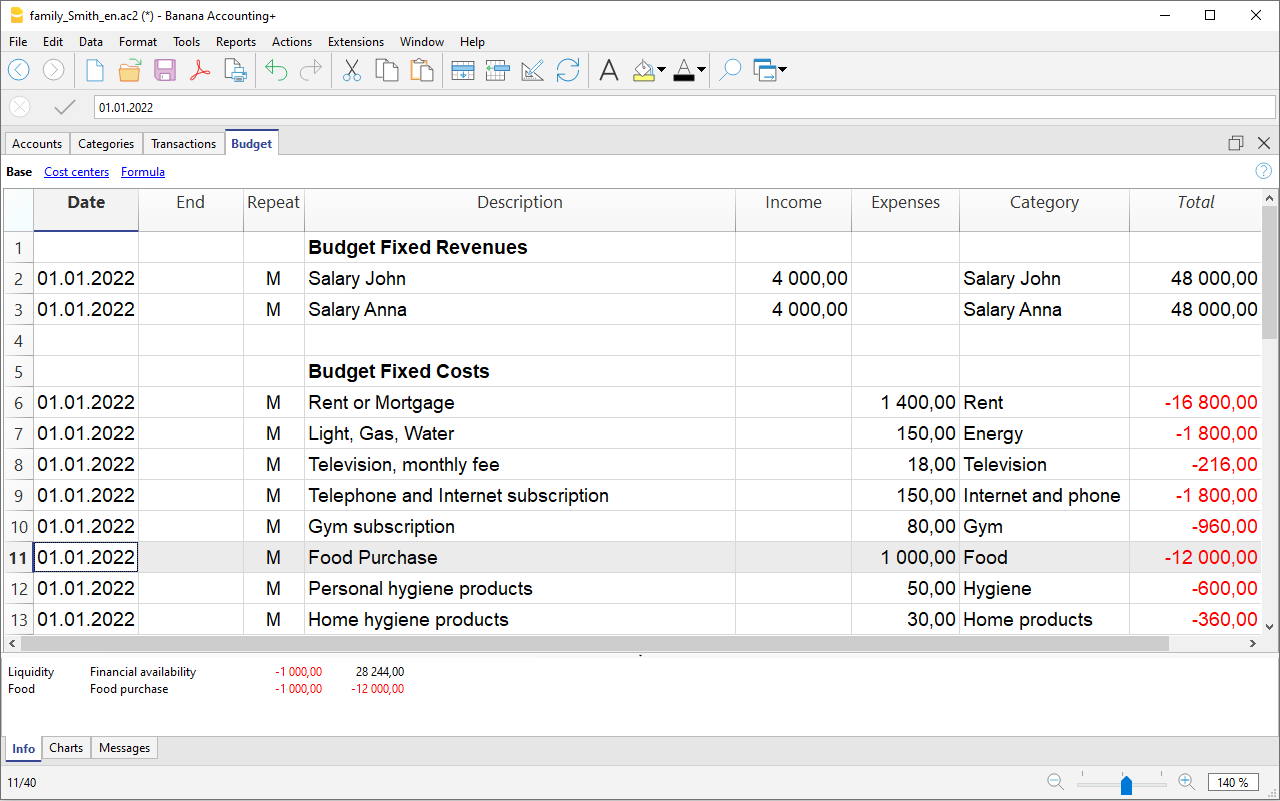 family_Smith_en.ac2 (*) - Banana Accounting+
File Edit Data Format Tools Reports Actions Extensions Window Help
01.01.2022
Accounts Categories Transactions Budget
Base Cost centers Formula
Date End Repeat Description Income Expenses Category Total
1 Budget Fixed Revenues
2 01.01.2022 M Salary John 4 000,00 Salary John 48 000,00
3 01.01.2022 M Salary Anna 4 000,00 Salary Anna 48 000,00
4
5 Budget Fixed Costs
6 01.01.2022 M Rent or Mortgage 1 400,00 Rent -16 800,00
7 01.01.2022 M Light, Gas, Water 150,00 Energy -1 800,00
8 01.01.2022 M Television, monthly fee 18,00 Television -216,00
9 01.01.2022 M Telephone and Internet subscription 150,00 Internet and phone -1 800,00
10 01.01.2022 M Gym subscription 80,00 Gym -960,00
11 01.01.2022 M Food Purchase 1 000,00 Food -12 000,00
12 01.01.2022 M Personal hygiene products 50,00 Hygiene -600,00
13 01.01.2022 M Home hygiene products 30,00 Home products -360,00
Liquidity Financial availability -1 000,00 28 244,00
Food Food purchase -1 000,00 -12 000,00
Info Charts Messages
11/40 140 %